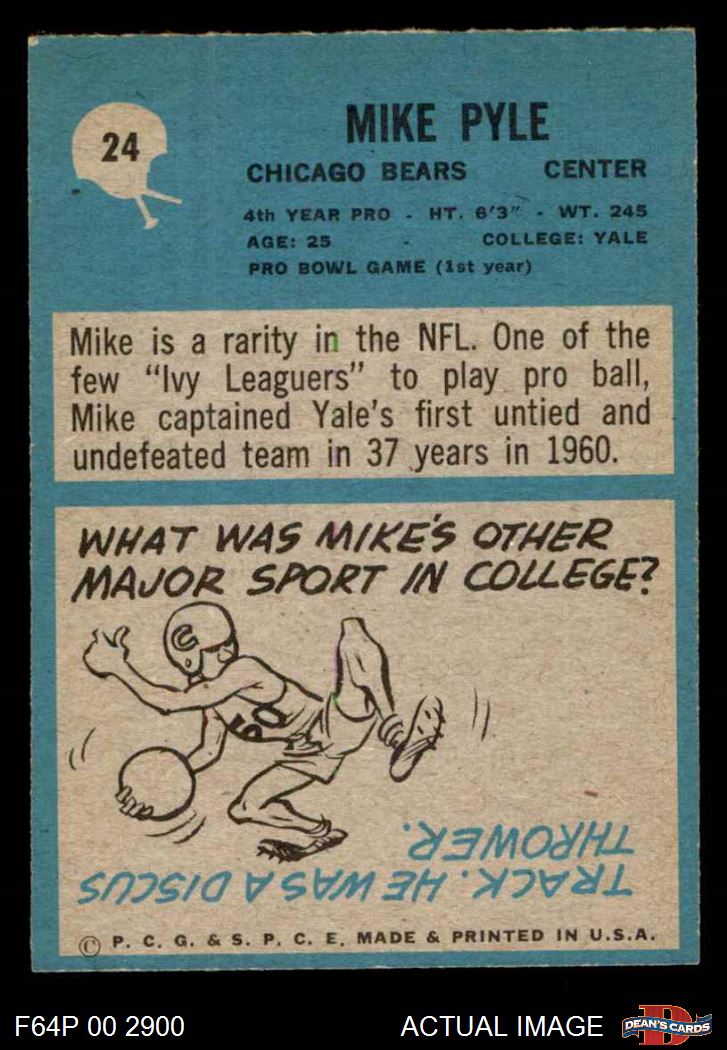 24
MIKE PYLE
CHICAGO BEARS CENTER
4th YEAR PRO - HT. 6'3" - WT. 245
AGE: 25 - COLLEGE: YALE
PRO BOWL GAME (1st year)
Mike is a rarity in the NFL. One of the
few "Ivy Leaguers" to play pro ball,
Mike captained Yale's first untied and
undefeated team in 37 years in 1960.
WHAT WAS MIKE'S OTHER
MAJOR SPORT IN COLLEGE?
C
50
TRACK. HE WAS A DISCUS
THROWER.
© P. C. G. & S. P. C. E. MADE & PRINTED IN U.S.A.
F64P 00 2900 ACTUAL IMAGE
D
DEAN'S CARDS